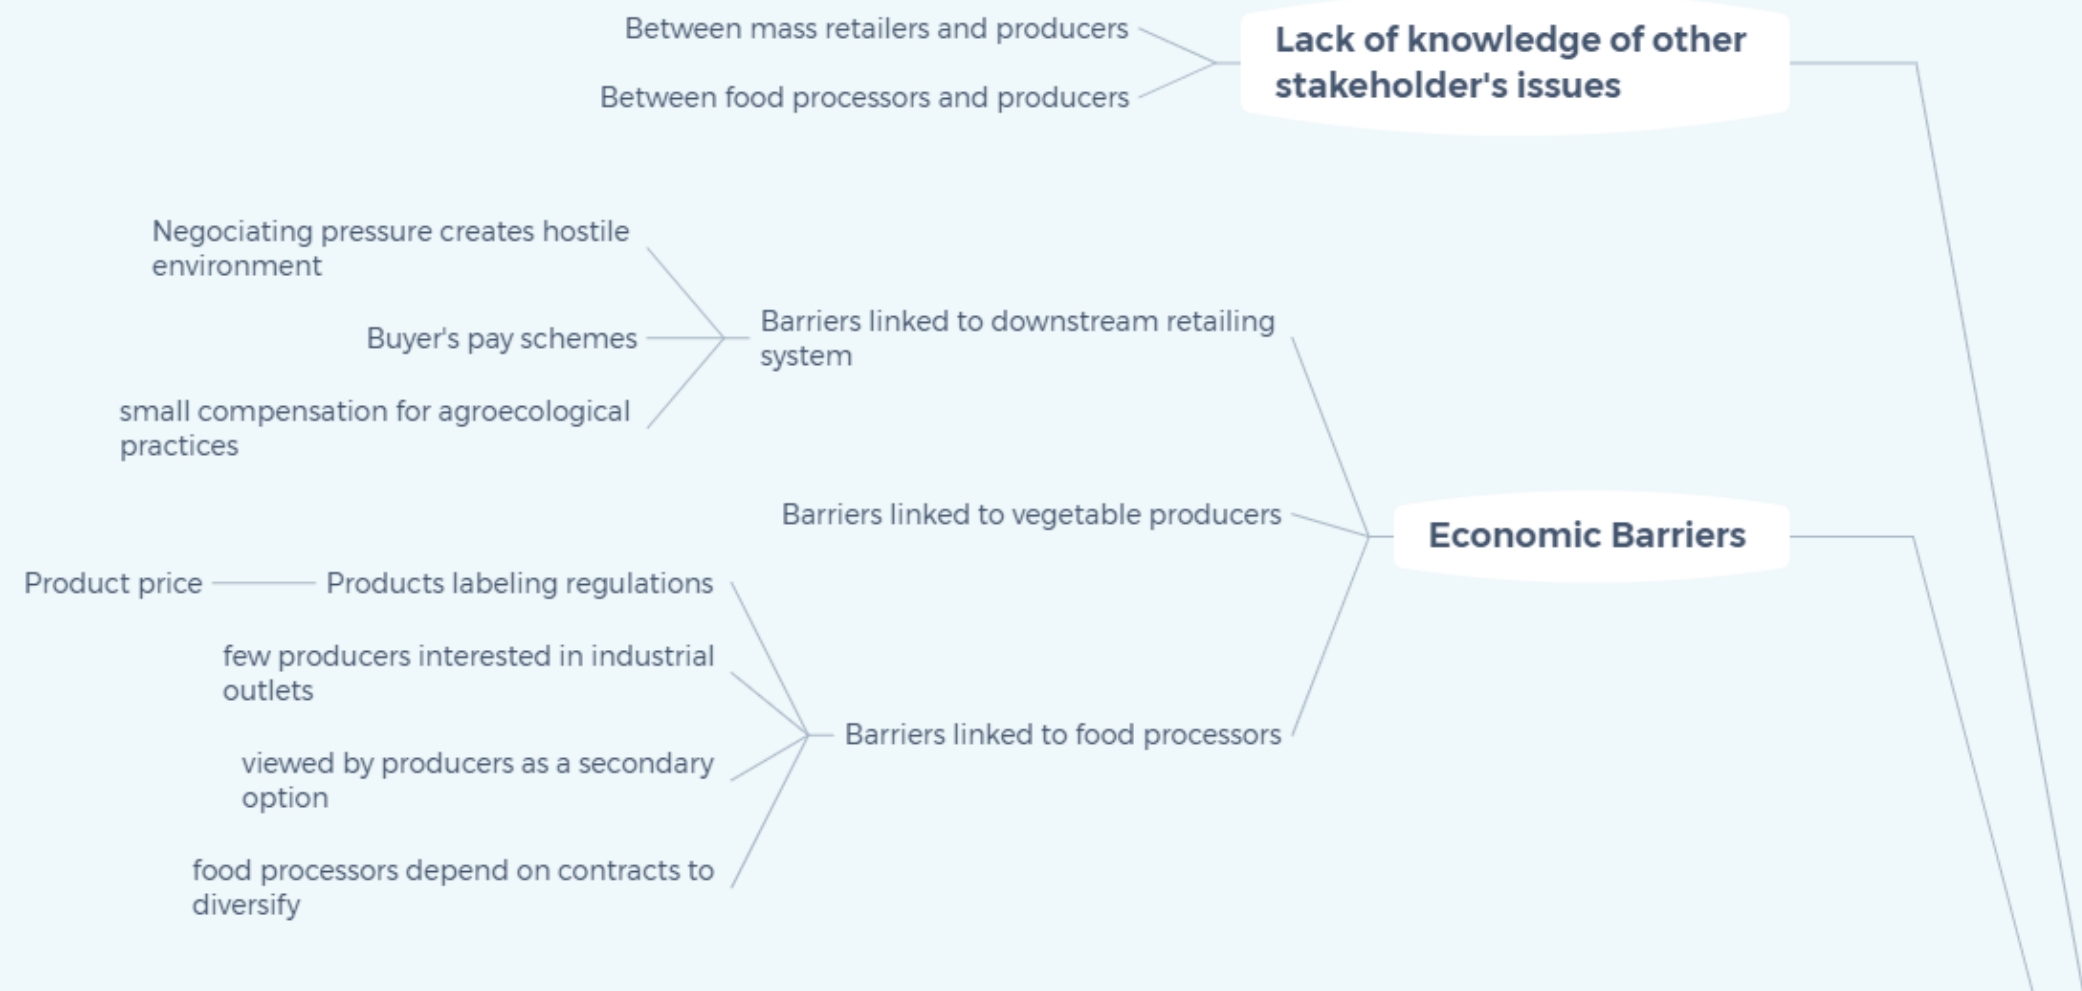 Between mass retailers and producers
Between food processors and producers
Lack of knowledge of other
stakeholder's issues
Negociating pressure creates hostile
environment
Buyer's pay schemes
small compensation for agroecological
practices
Barriers linked to downstream retailing
system
Barriers linked to vegetable producers
Economic Barriers
Product price
Products labeling regulations
few producers interested in industrial
outlets
viewed by producers as a secondary
option
food processors depend on contracts to
diversify
Barriers linked to food processors